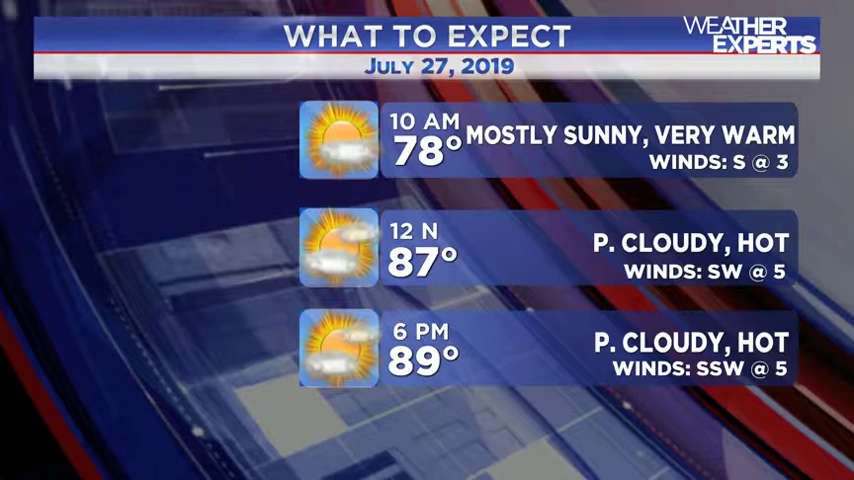 WHAT TO EXPECT
WEATHER
EXPERTS
JULY 27, 2019
10 AM
78°
MOSTLY SUNNY, VERY WARM
WINDS: S @ 3
12 N
87°
P. CLOUDY, HOT
WINDS: SW @ 5
6 PM
89°
P. CLOUDY, HOT
WINDS: SSW @ 5